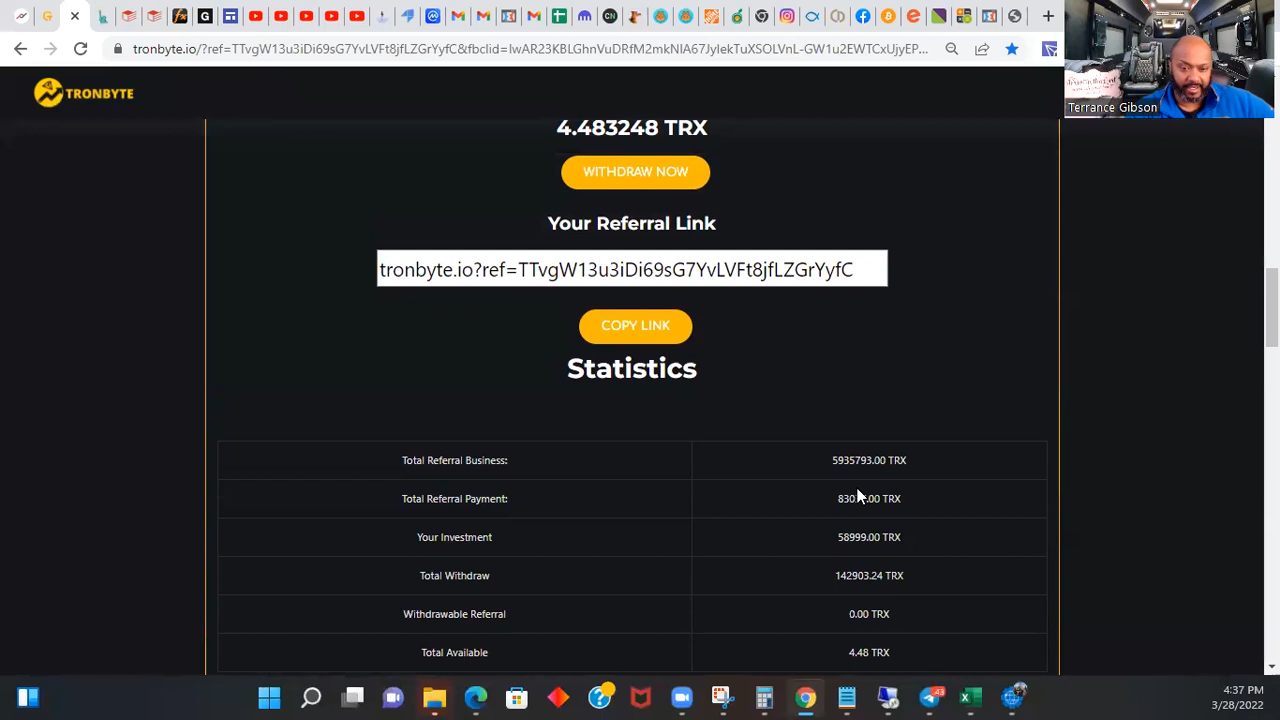 tronbyte.io/?ref=TTvgW13u3iDi69sG7YvLVFt8jfLZGrYyfC&fbclid=IwAR23KBLGhnVuDRfM2mkNIA67JylekTuXSOLVnL-GW1u2EWTCxUjyEP...
TRONBYTE
Terrance Gibson
4.483248 TRX
WITHDRAW NOW
Your Referral Link
tronbyte.io?ref=TTvgW13u3iDi69sG7YvLVFt8jfLZGrYyfC
COPY LINK
Statistics
Total Referral Business: 5935793.00 TRX
Total Referral Payment: TRX
Your Investment 58999.00 TRX
Total Withdraw 142903.24 TRX
Withdrawable Referral 0.00 TRX
Total Available 4.48 TRX
43
4:37 PM
3/28/2022